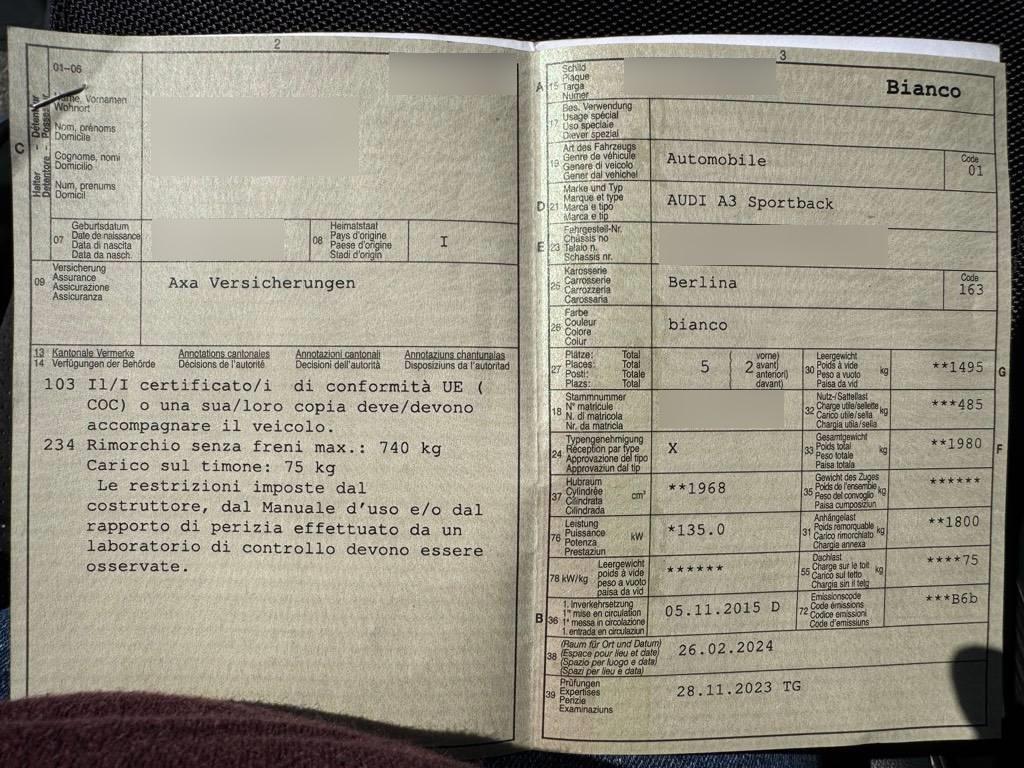 2
01–06
C
Halter – Détenteur
Detentore – Possessur
Name, Vornamen
Wohnort
Nom, prénoms
Domicile
Cognome, nomi
Domicilio
Num, prenums
Domicil
07
Geburtsdatum
Date de naissance
Data di nascita
Data da nasch.
08
Heimatstaat
Pays d'origine
Paese d'origine
Stadi d'origin
I
09
Versicherung
Assurance
Assicurazione
Assicuranza
Axa Versicherungen
13 Kantonale Vermerke Annotations cantonales Annotazioni cantonali Annotaziuns chantunalas
14 Verfügungen der Behörde Décisions de l'autorité Decisioni dell'autorità Disposiziuns da l'autoritad
103 Il/I certificato/i di conformità UE (
COC) o una sua/loro copia deve/devono
accompagnare il veicolo.
234 Rimorchio senza freni max.: 740 kg
Carico sul timone: 75 kg
Le restrizioni imposte dal
costruttore, dal Manuale d'uso e/o dal
rapporto di perizia effettuato da un
laboratorio di controllo devono essere
osservate.
3
A 15
Schild
Plaque
Targa
Numer
Bianco
17
Bes. Verwendung
Usage spécial
Uso speciale
Diever spezial
19
Art des Fahrzeugs
Genre de véhicule
Genere di veicolo
Gener dal vehichel
Automobile
Code
01
D 21
Marke und Typ
Marque et type
Marca e tipo
Marca e tip
AUDI A3 Sportback
E 23
Fahrgestell-Nr.
Châssis no
Telaio n.
Schassis nr.
25
Karosserie
Carrosserie
Carrozzeria
Carossaria
Berlina
Code
163
26
Farbe
Couleur
Colore
Colur
bianco
27
Plätze: Total
Places: Total
Posti: Totale
Plazs: Total
5
(2
vorne)
avant)
anteriori)
davant)
30
Leergewicht
Poids à vide
Peso a vuoto
Paisa da vid
kg
**1495
G
18
Stammnummer
N° matricule
N. di matricola
Nr. da matricla
32
Nutz-/Sattellast
Charge utile/sellette
Carico utile/sella
Chargia utila/sella
kg
***485
24
Typengenehmigung
Réception par type
Approvazione del tipo
Approvaziun dal tip
X
33
Gesamtgewicht
Poids total
Peso totale
Paisa totala
kg
**1980
F
37
Hubraum
Cylindrée
Cilindrata
Cilindrada
cm³
**1968
35
Gewicht des Zuges
Poids de l'ensemble
Peso del convoglio
Paisa cumposiziun
kg
******
76
Leistung
Puissance
Potenza
Prestaziun
kW
*135.0
31
Anhängelast
Poids remorquable
Carico rimorchiato
Chargia annexa
kg
**1800
78 kW/kg
Leergewicht
poids à vide
peso a vuoto
paisa da vid
******
55
Dachlast
Charge sur le toit
Carico sul tetto
Chargia sin il tetg
kg
****75
B 36
1. Inverkehrsetzung
1re mise en circulation
1a messa in circolazione
1. entrada en circulaziun
05.11.2015 D
72
Emissionscode
Code émissions
Codice emissioni
Code d'emissiuns
***B6b
38
(Raum für Ort und Datum)
(Espace pour lieu et date)
(Spazio per luogo e data)
(Spazi per lieu e data)
26.02.2024
39
Prüfungen
Expertises
Perizie
Examinaziuns
28.11.2023 TG